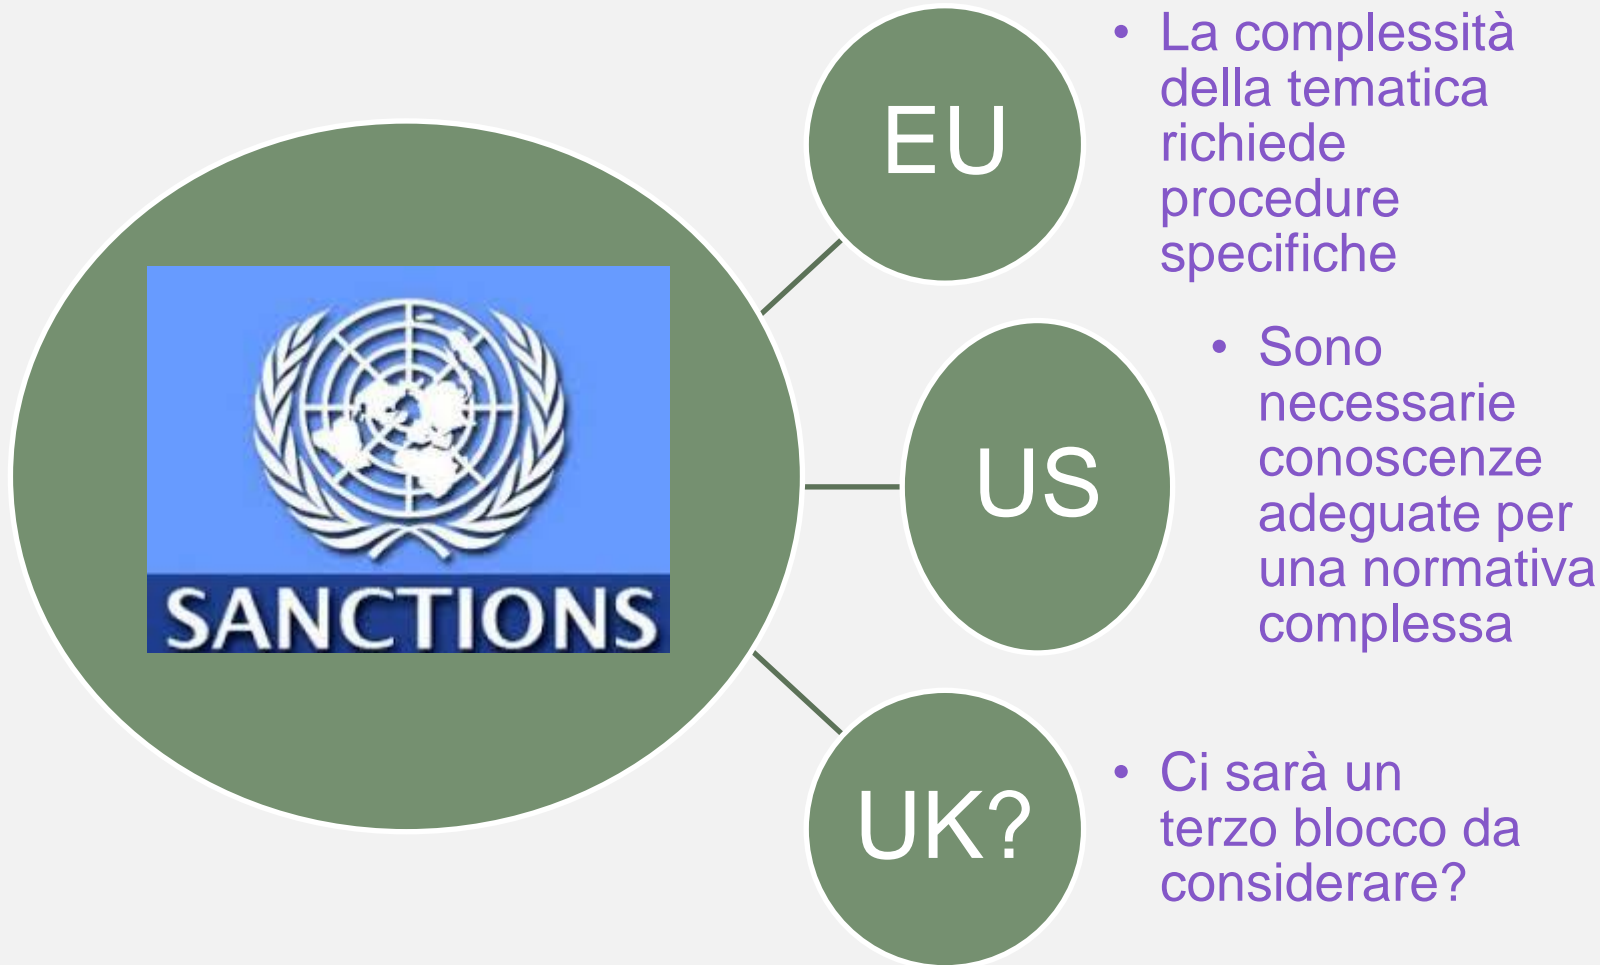 SANCTIONS
EU
• La complessità
della tematica
richiede
procedure
specifiche
US
• Sono
necessarie
conoscenze
adeguate per
una normativa
complessa
UK?
• Ci sarà un
terzo blocco da
considerare?